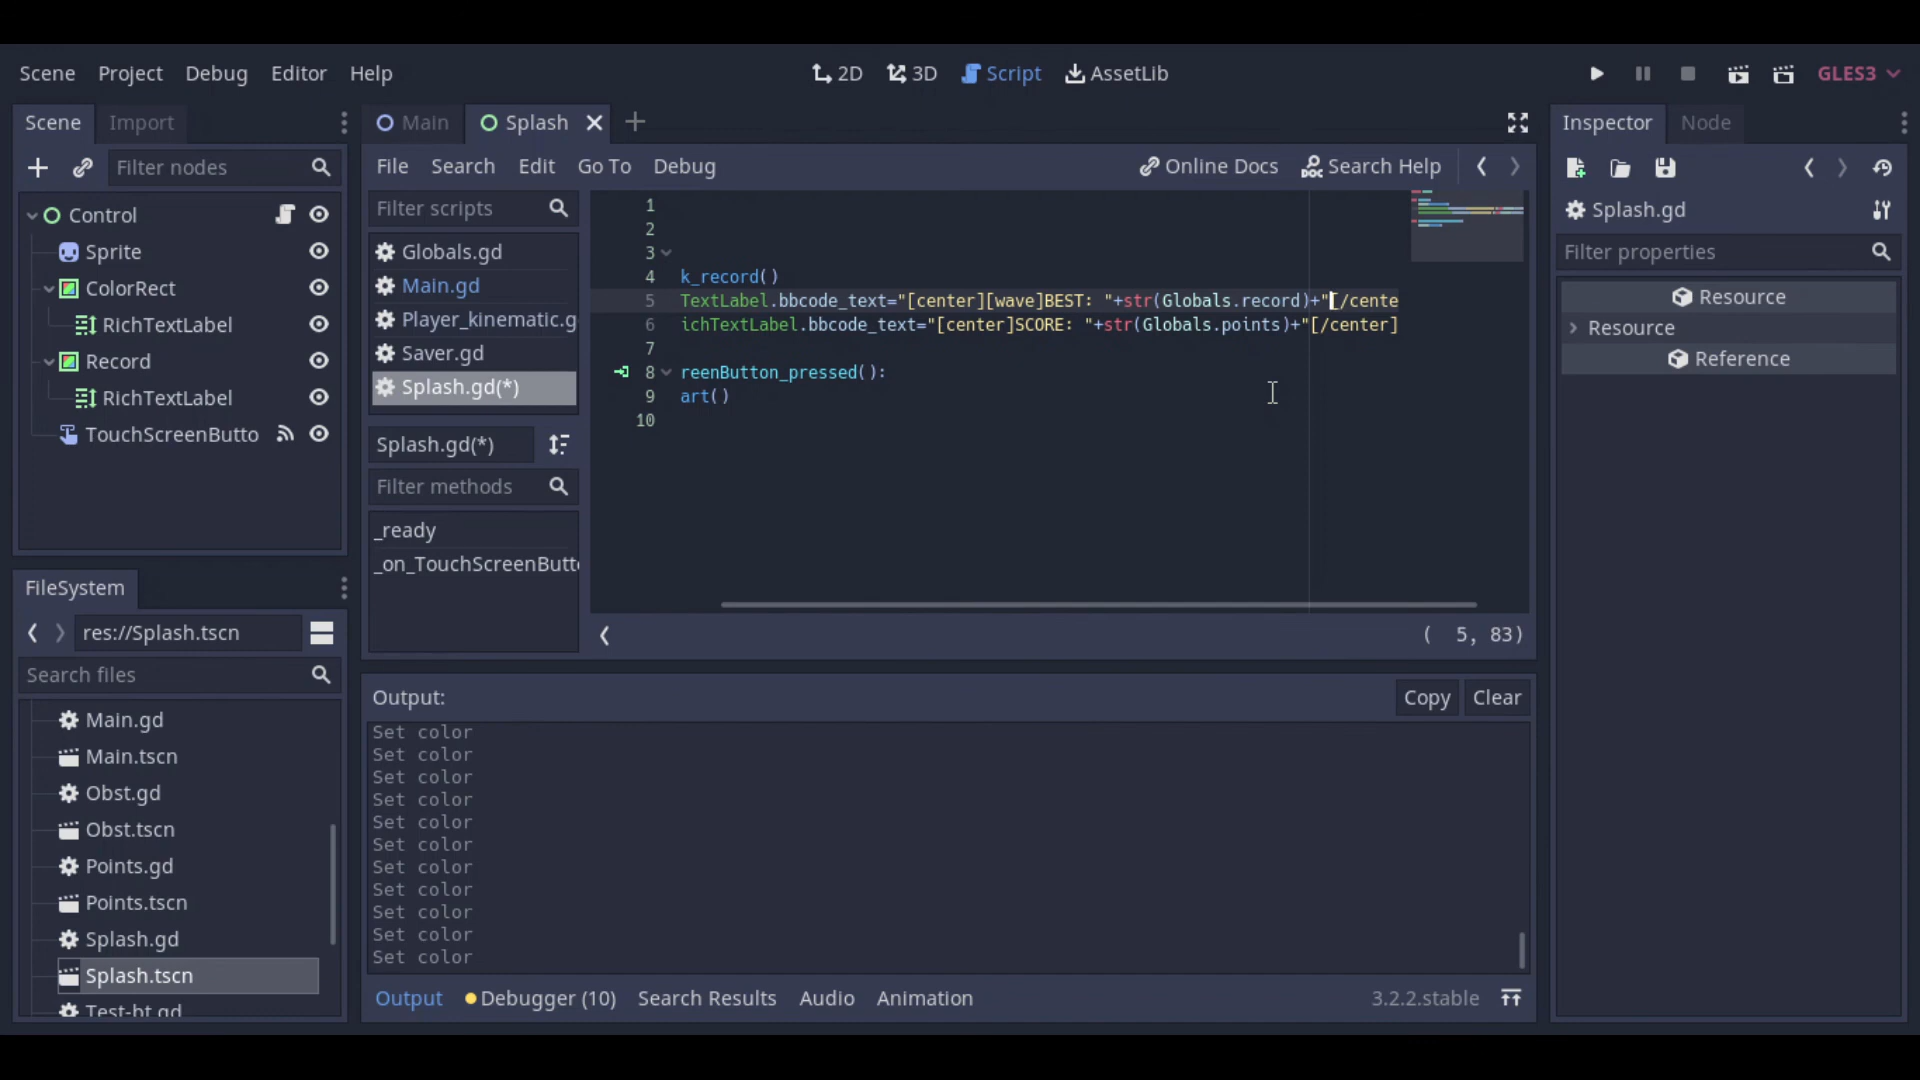 Scene Project Debug Editor Help 2D 3D Script AssetLib GLES3
Scene Import
Filter nodes
Control
Sprite
ColorRect
RichTextLabel
Record
RichTextLabel
TouchScreenButto
FileSystem
res://Splash.tscn
Search files
Main.gd
Main.tscn
Obst.gd
Obst.tscn
Points.gd
Points.tscn
Splash.gd
Splash.tscn
Test-bt.gd
Main Splash
File Search Edit Go To Debug Online Docs Search Help
Filter scripts
Globals.gd
Main.gd
Player_kinematic.g
Saver.gd
Splash.gd(*)
Splash.gd(*)
Filter methods
_ready
_on_TouchScreenButt
1
2
3
4 k_record()
5 TextLabel.bbcode_text="[center][wave]BEST: "+str(Globals.record)+"[/cente
6 ichTextLabel.bbcode_text="[center]SCORE: "+str(Globals.points)+"[/center]
7
8 reenButton_pressed():
9 art()
10
( 5, 83)
Output: Copy Clear
Set color
Set color
Set color
Set color
Set color
Set color
Set color
Set color
Set color
Set color
Set color
Output Debugger (10) Search Results Audio Animation 3.2.2.stable
Inspector Node
Splash.gd
Filter properties
Resource
Resource
Reference